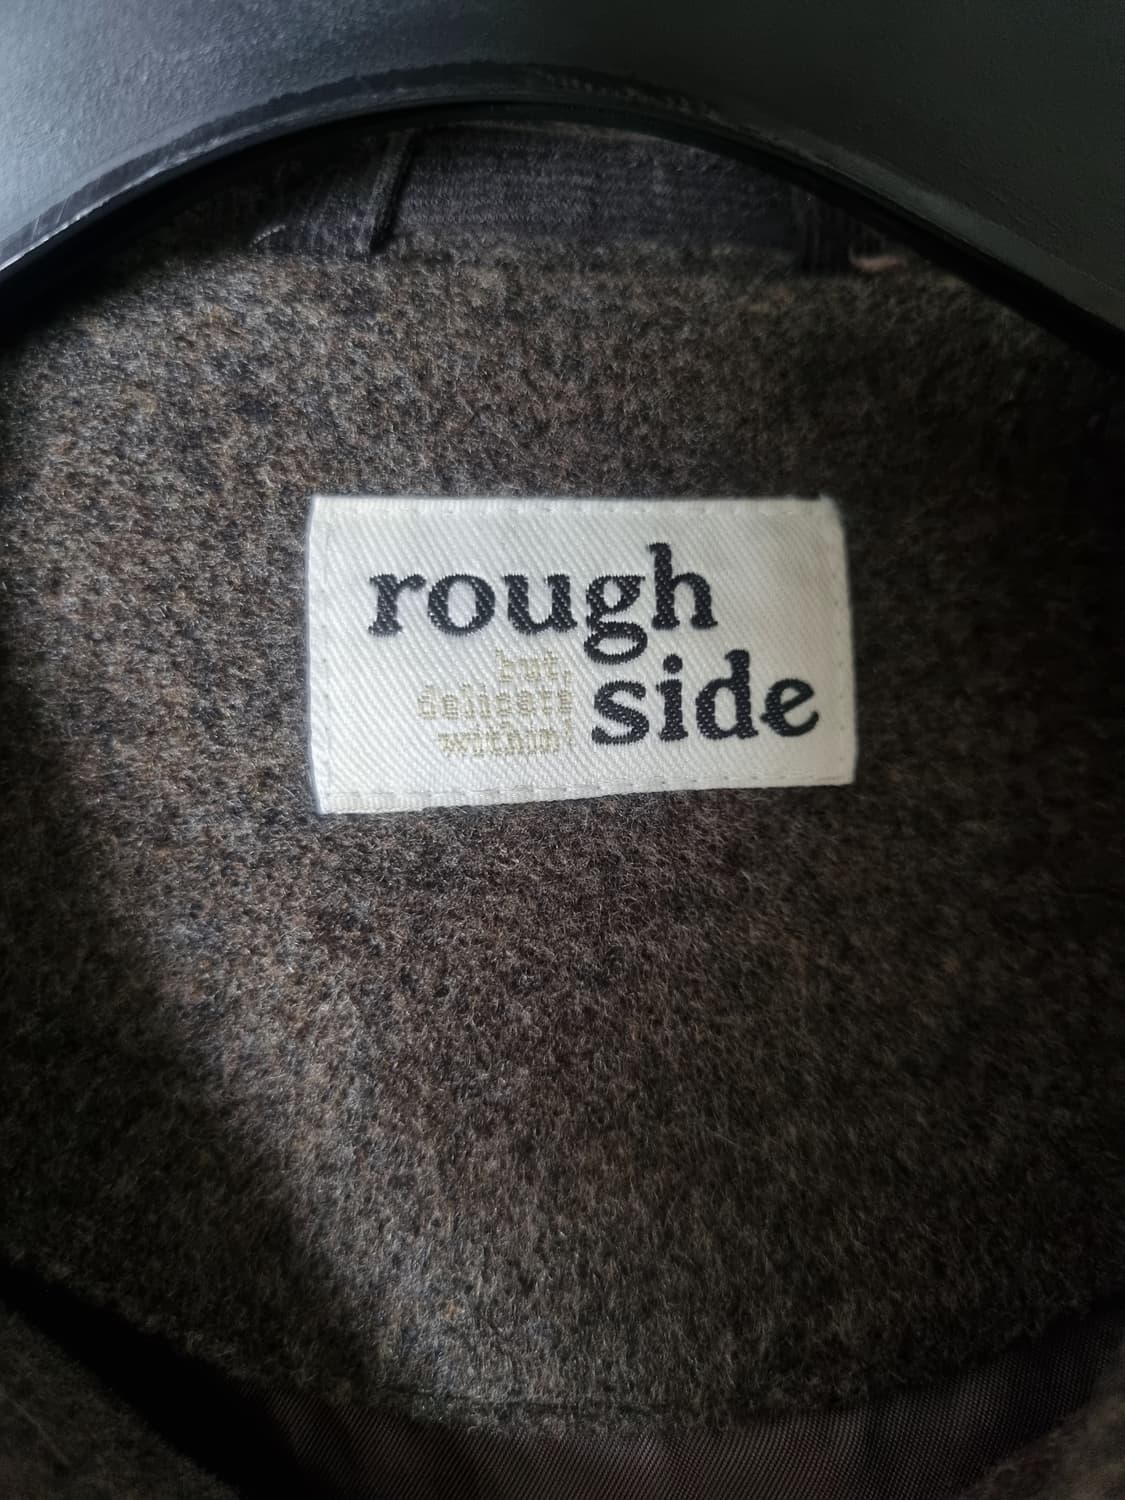 rough
but,
delicate
within!
side